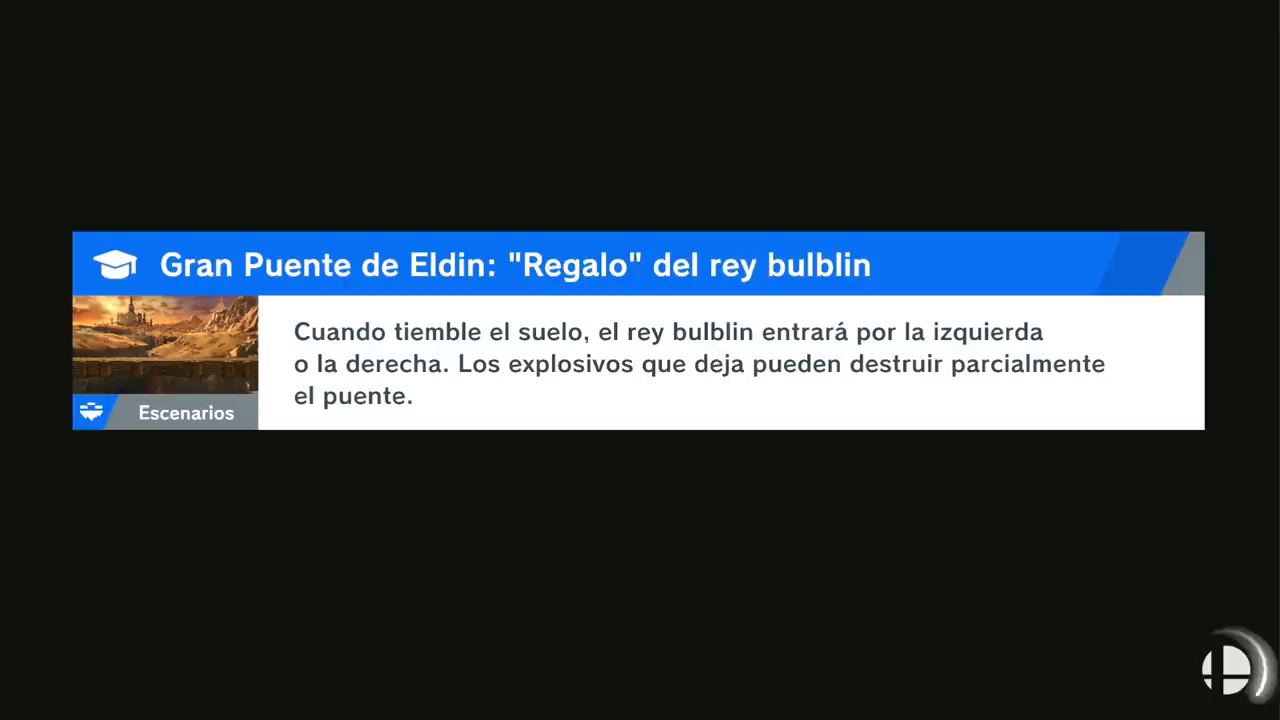 Gran Puente de Eldin: "Regalo" del rey bulblin
Cuando tiemble el suelo, el rey bulblin entrará por la izquierda
o la derecha. Los explosivos que deja pueden destruir parcialmente
el puente.
Escenarios